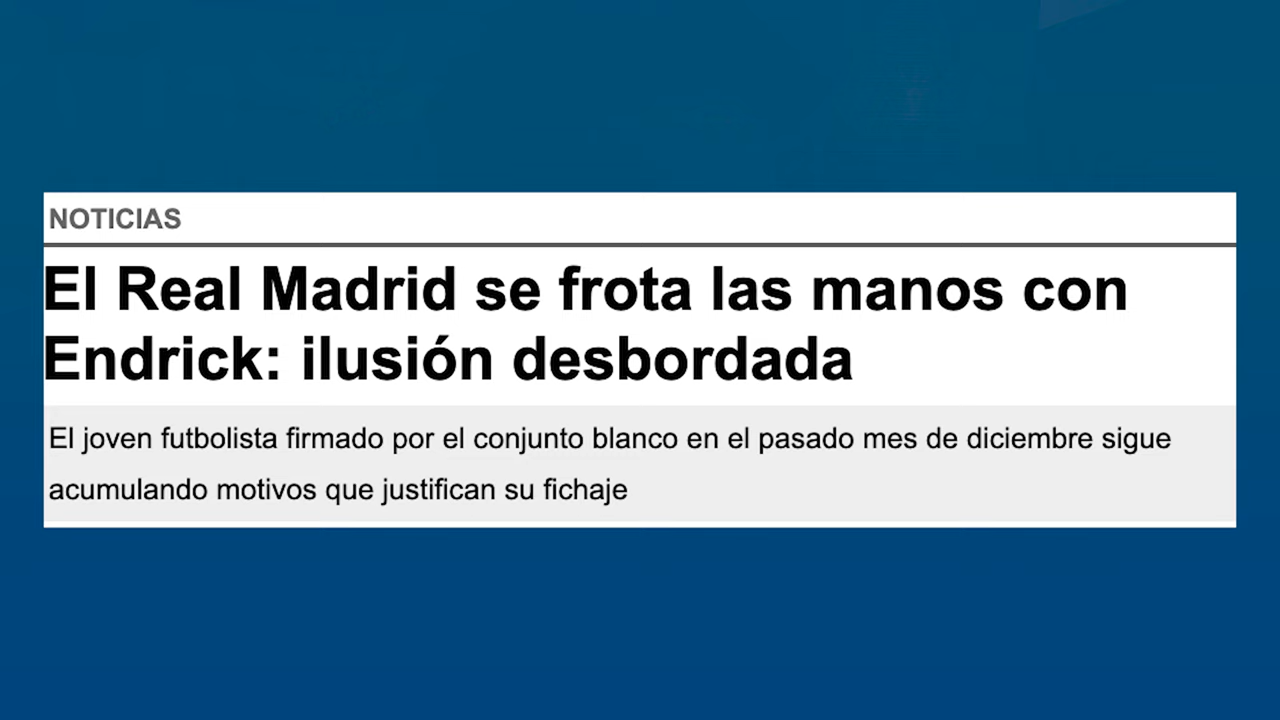 NOTICIAS
El Real Madrid se frota las manos con
Endrick: ilusión desbordada
El joven futbolista firmado por el conjunto blanco en el pasado mes de diciembre sigue
acumulando motivos que justifican su fichaje